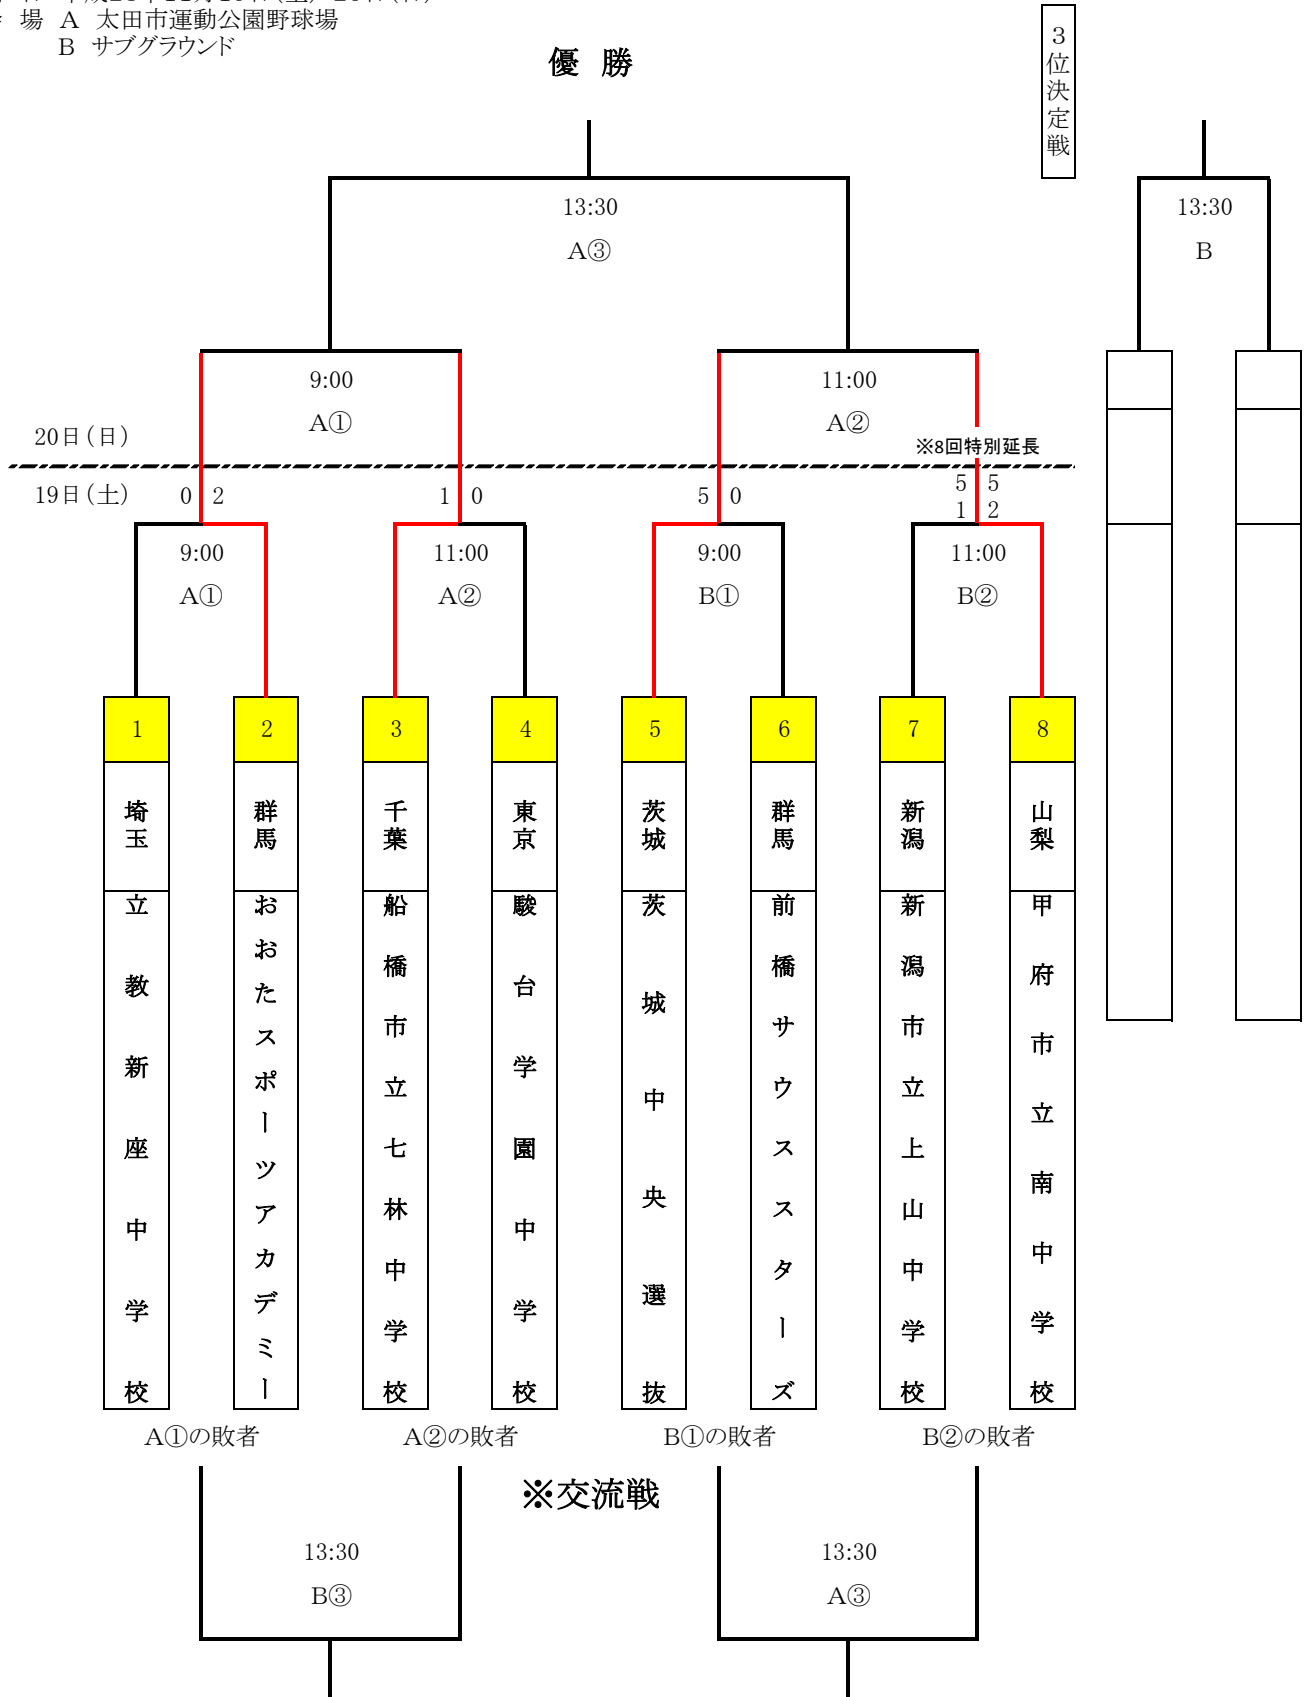 場 A 太田市運動公園野球場
B サブグラウンド
優 勝
3位決定戦
13:30
A③
13:30
B
9:00
A①
11:00
A②
20日(日)
※8回特別延長
19日(土)
0 2
1 0
5 0
5 5
1 2
9:00
A①
11:00
A②
9:00
B①
11:00
B②
1
2
3
4
5
6
7
8
埼玉
群馬
千葉
東京
茨城
群馬
新潟
山梨
立教新座中学校
おおたスポーツアカデミー
船橋市立七林中学校
駿台学園中学校
茨城中央選抜
前橋サウススターズ
新潟市立上山中学校
甲府市立南中学校
A①の敗者
A②の敗者
B①の敗者
B②の敗者
※交流戦
13:30
B③
13:30
A③